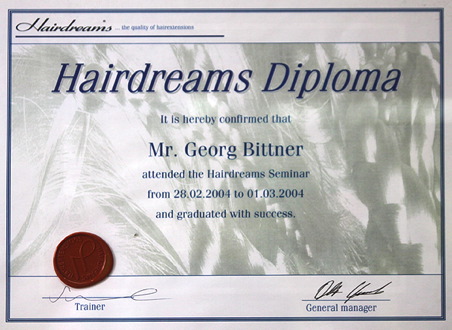 Hairdreams ... the quality of hairextensions
Hairdreams Diploma
It is hereby confirmed that
Mr. Georg Bittner
attended the Hairdreams Seminar
from 28.02.2004 to 01.03.2004
and graduated with success.
Trainer
General manager